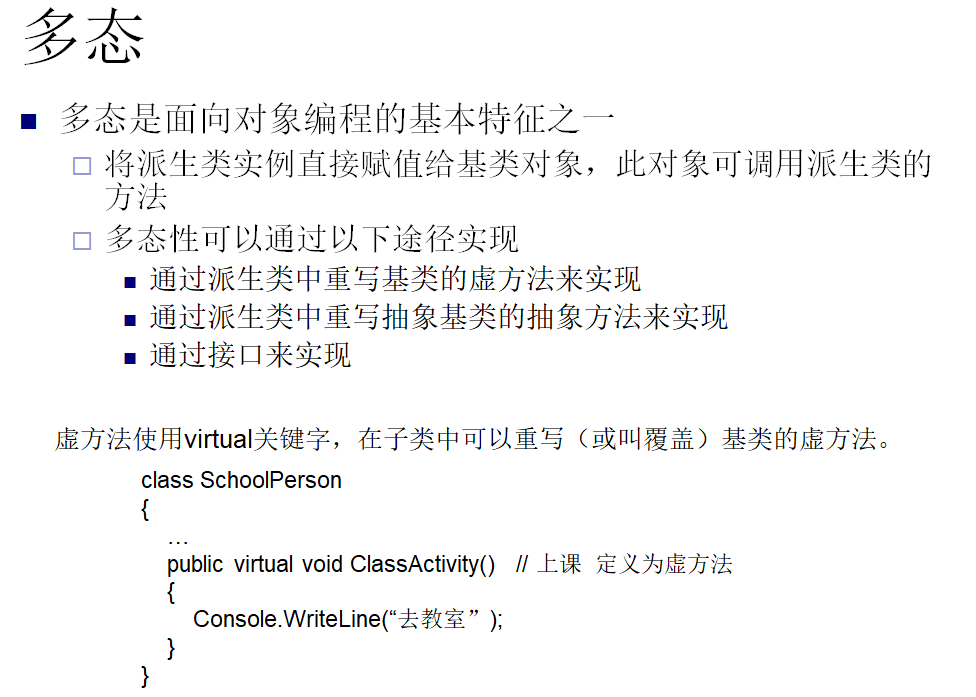 多态
多态是面向对象编程的基本特征之一
将派生类实例直接赋值给基类对象，此对象可调用派生类的
方法
多态性可以通过以下途径实现
通过派生类中重写基类的虚方法来实现
通过派生类中重写抽象基类的抽象方法来实现
通过接口来实现
虚方法使用virtual关键字，在子类中可以重写（或叫覆盖）基类的虚方法。
class SchoolPerson
{
…
public virtual void ClassActivity() // 上课 定义为虚方法
{
Console.WriteLine(“去教室”);
}
}